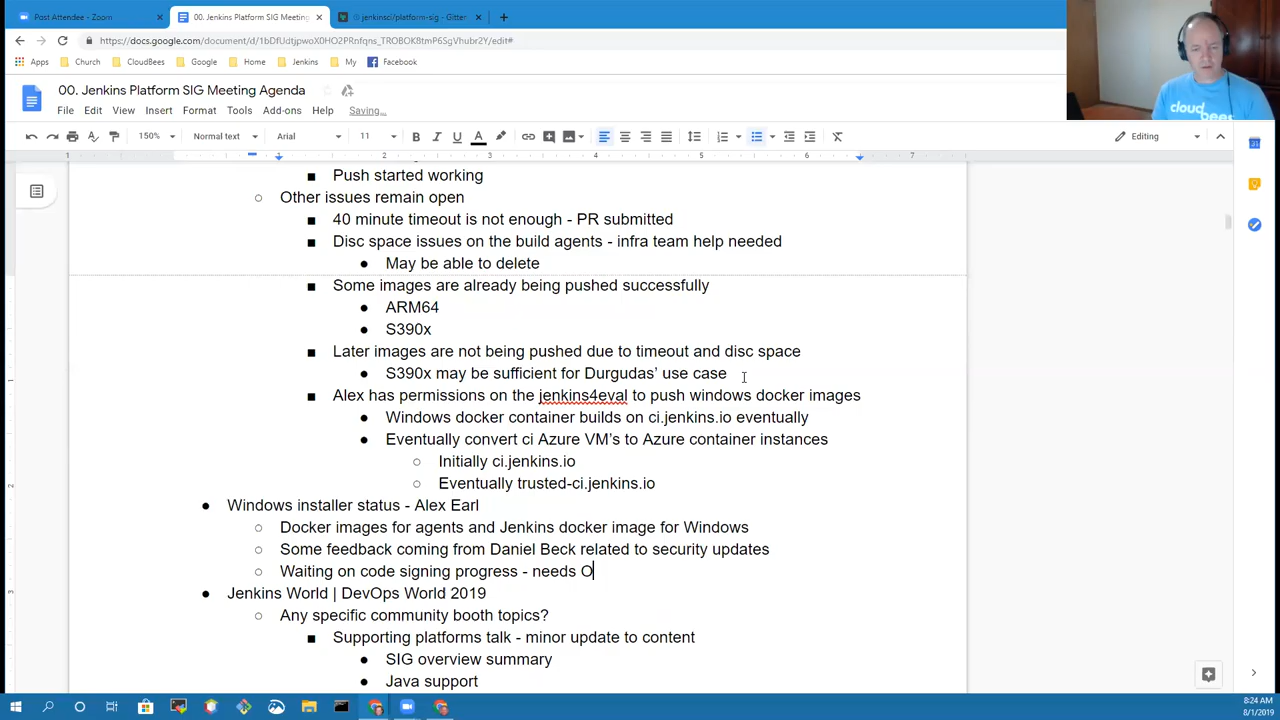 Post Attendee - Zoom
00. Jenkins Platform SIG Meeting
jenkinsci/platform-sig - Gitter
https://docs.google.com/document/d/1bDfUdtjpwoX0HO2PRnfqns_TROBOK8tmP6SgVhubr2Y/edit#
Apps Church CloudBees Google Home Jenkins My Facebook
00. Jenkins Platform SIG Meeting Agenda
File Edit View Insert Format Tools Add-ons Help Saving...
150% Normal text Arial 11 Editing
1 1 2 3 4 5 6 7
■ Push started working
○ Other issues remain open
■ 40 minute timeout is not enough - PR submitted
■ Disc space issues on the build agents - infra team help needed
● May be able to delete
■ Some images are already being pushed successfully
● ARM64
● S390x
■ Later images are not being pushed due to timeout and disc space
● S390x may be sufficient for Durgudas’ use case
■ Alex has permissions on the jenkins4eval to push windows docker images
● Windows docker container builds on ci.jenkins.io eventually
● Eventually convert ci Azure VM’s to Azure container instances
○ Initially ci.jenkins.io
○ Eventually trusted-ci.jenkins.io
● Windows installer status - Alex Earl
○ Docker images for agents and Jenkins docker image for Windows
○ Some feedback coming from Daniel Beck related to security updates
○ Waiting on code signing progress - needs O
● Jenkins World | DevOps World 2019
○ Any specific community booth topics?
■ Supporting platforms talk - minor update to content
● SIG overview summary
● Java support
cloudbees
8:24 AM
8/1/2019